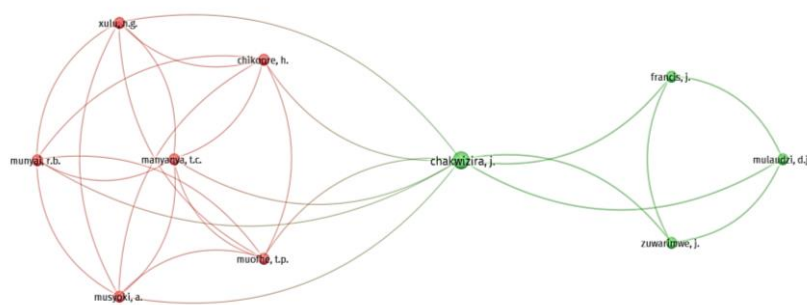 xulu, n.g.
chikoore, h.
francis, j.
munyai, r.b.
manyanya, t.c.
chakwizira, j.
mulaudzi, d.j
zuwarimwe, j.
muofhe, t.p.
musyoki, a.